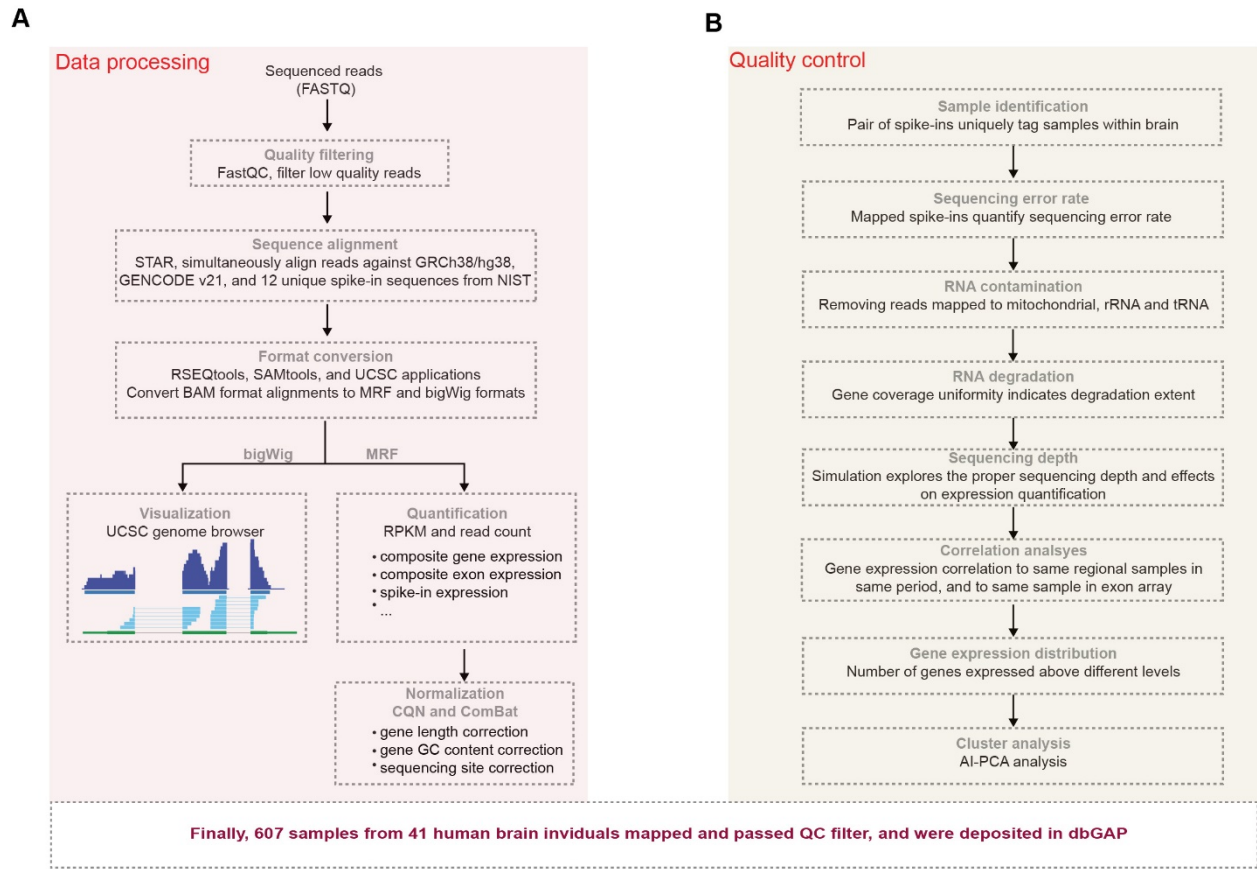 A
Data processing
Sequenced reads
(FASTQ)
Quality filtering
FastQC, filter low quality reads
Sequence alignment
STAR, simultaneously align reads against GRCh38/hg38,
GENCODE v21, and 12 unique spike-in sequences from NIST
Format conversion
RSEQtools, SAMtools, and UCSC applications
Convert BAM format alignments to MRF and bigWig formats
bigWig
MRF
Visualization
UCSC genome browser
Quantification
RPKM and read count
• composite gene expression
• composite exon expression
• spike-in expression
• ...
Normalization
CQN and ComBat
• gene length correction
• gene GC content correction
• sequencing site correction
B
Quality control
Sample identification
Pair of spike-ins uniquely tag samples within brain
Sequencing error rate
Mapped spike-ins quantify sequencing error rate
RNA contamination
Removing reads mapped to mitochondrial, rRNA and tRNA
RNA degradation
Gene coverage uniformity indicates degradation extent
Sequencing depth
Simulation explores the proper sequencing depth and effects
on expression quantification
Correlation analsyes
Gene expression correlation to same regional samples in
same period, and to same sample in exon array
Gene expression distribution
Number of genes expressed above different levels
Cluster analysis
AI-PCA analysis
Finally, 607 samples from 41 human brain inviduals mapped and passed QC filter, and were deposited in dbGAP